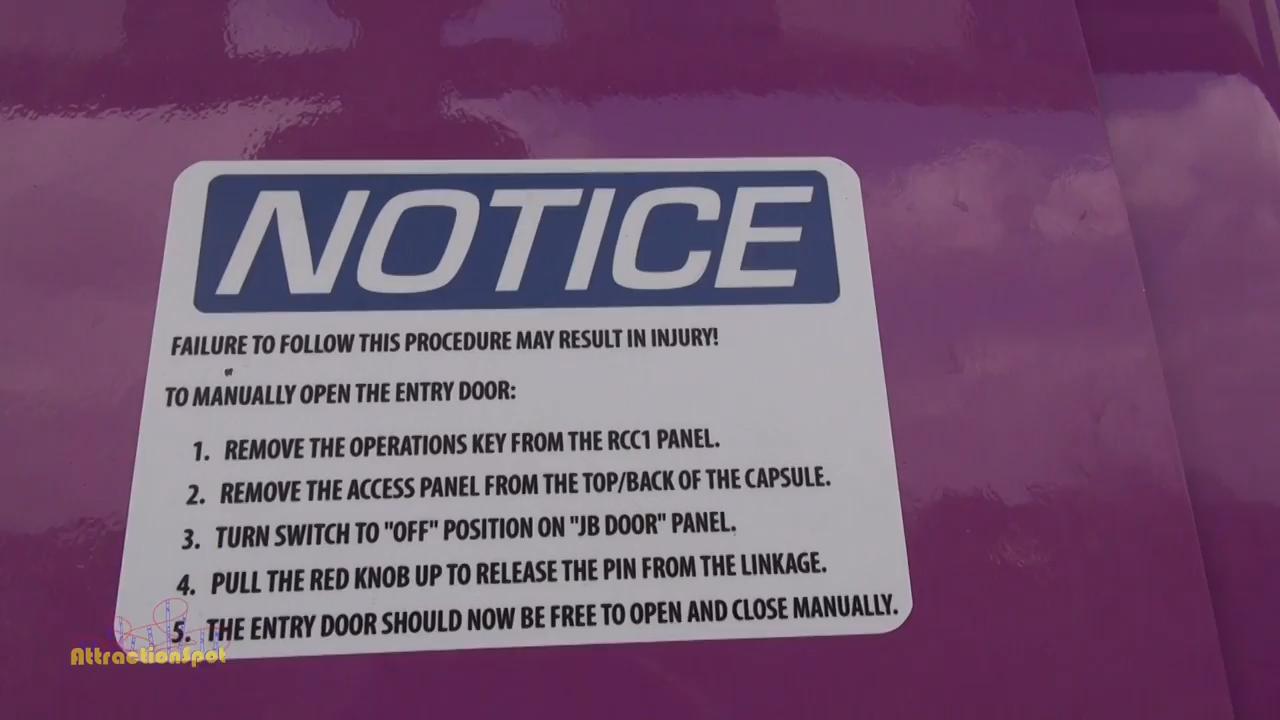 NOTICE
FAILURE TO FOLLOW THIS PROCEDURE MAY RESULT IN INJURY!
TO MANUALLY OPEN THE ENTRY DOOR:
1. REMOVE THE OPERATIONS KEY FROM THE RCC1 PANEL.
2. REMOVE THE ACCESS PANEL FROM THE TOP/BACK OF THE CAPSULE.
3. TURN SWITCH TO "OFF" POSITION ON "JB DOOR" PANEL.
4. PULL THE RED KNOB UP TO RELEASE THE PIN FROM THE LINKAGE.
5. THE ENTRY DOOR SHOULD NOW BE FREE TO OPEN AND CLOSE MANUALLY.
AttractionSpot